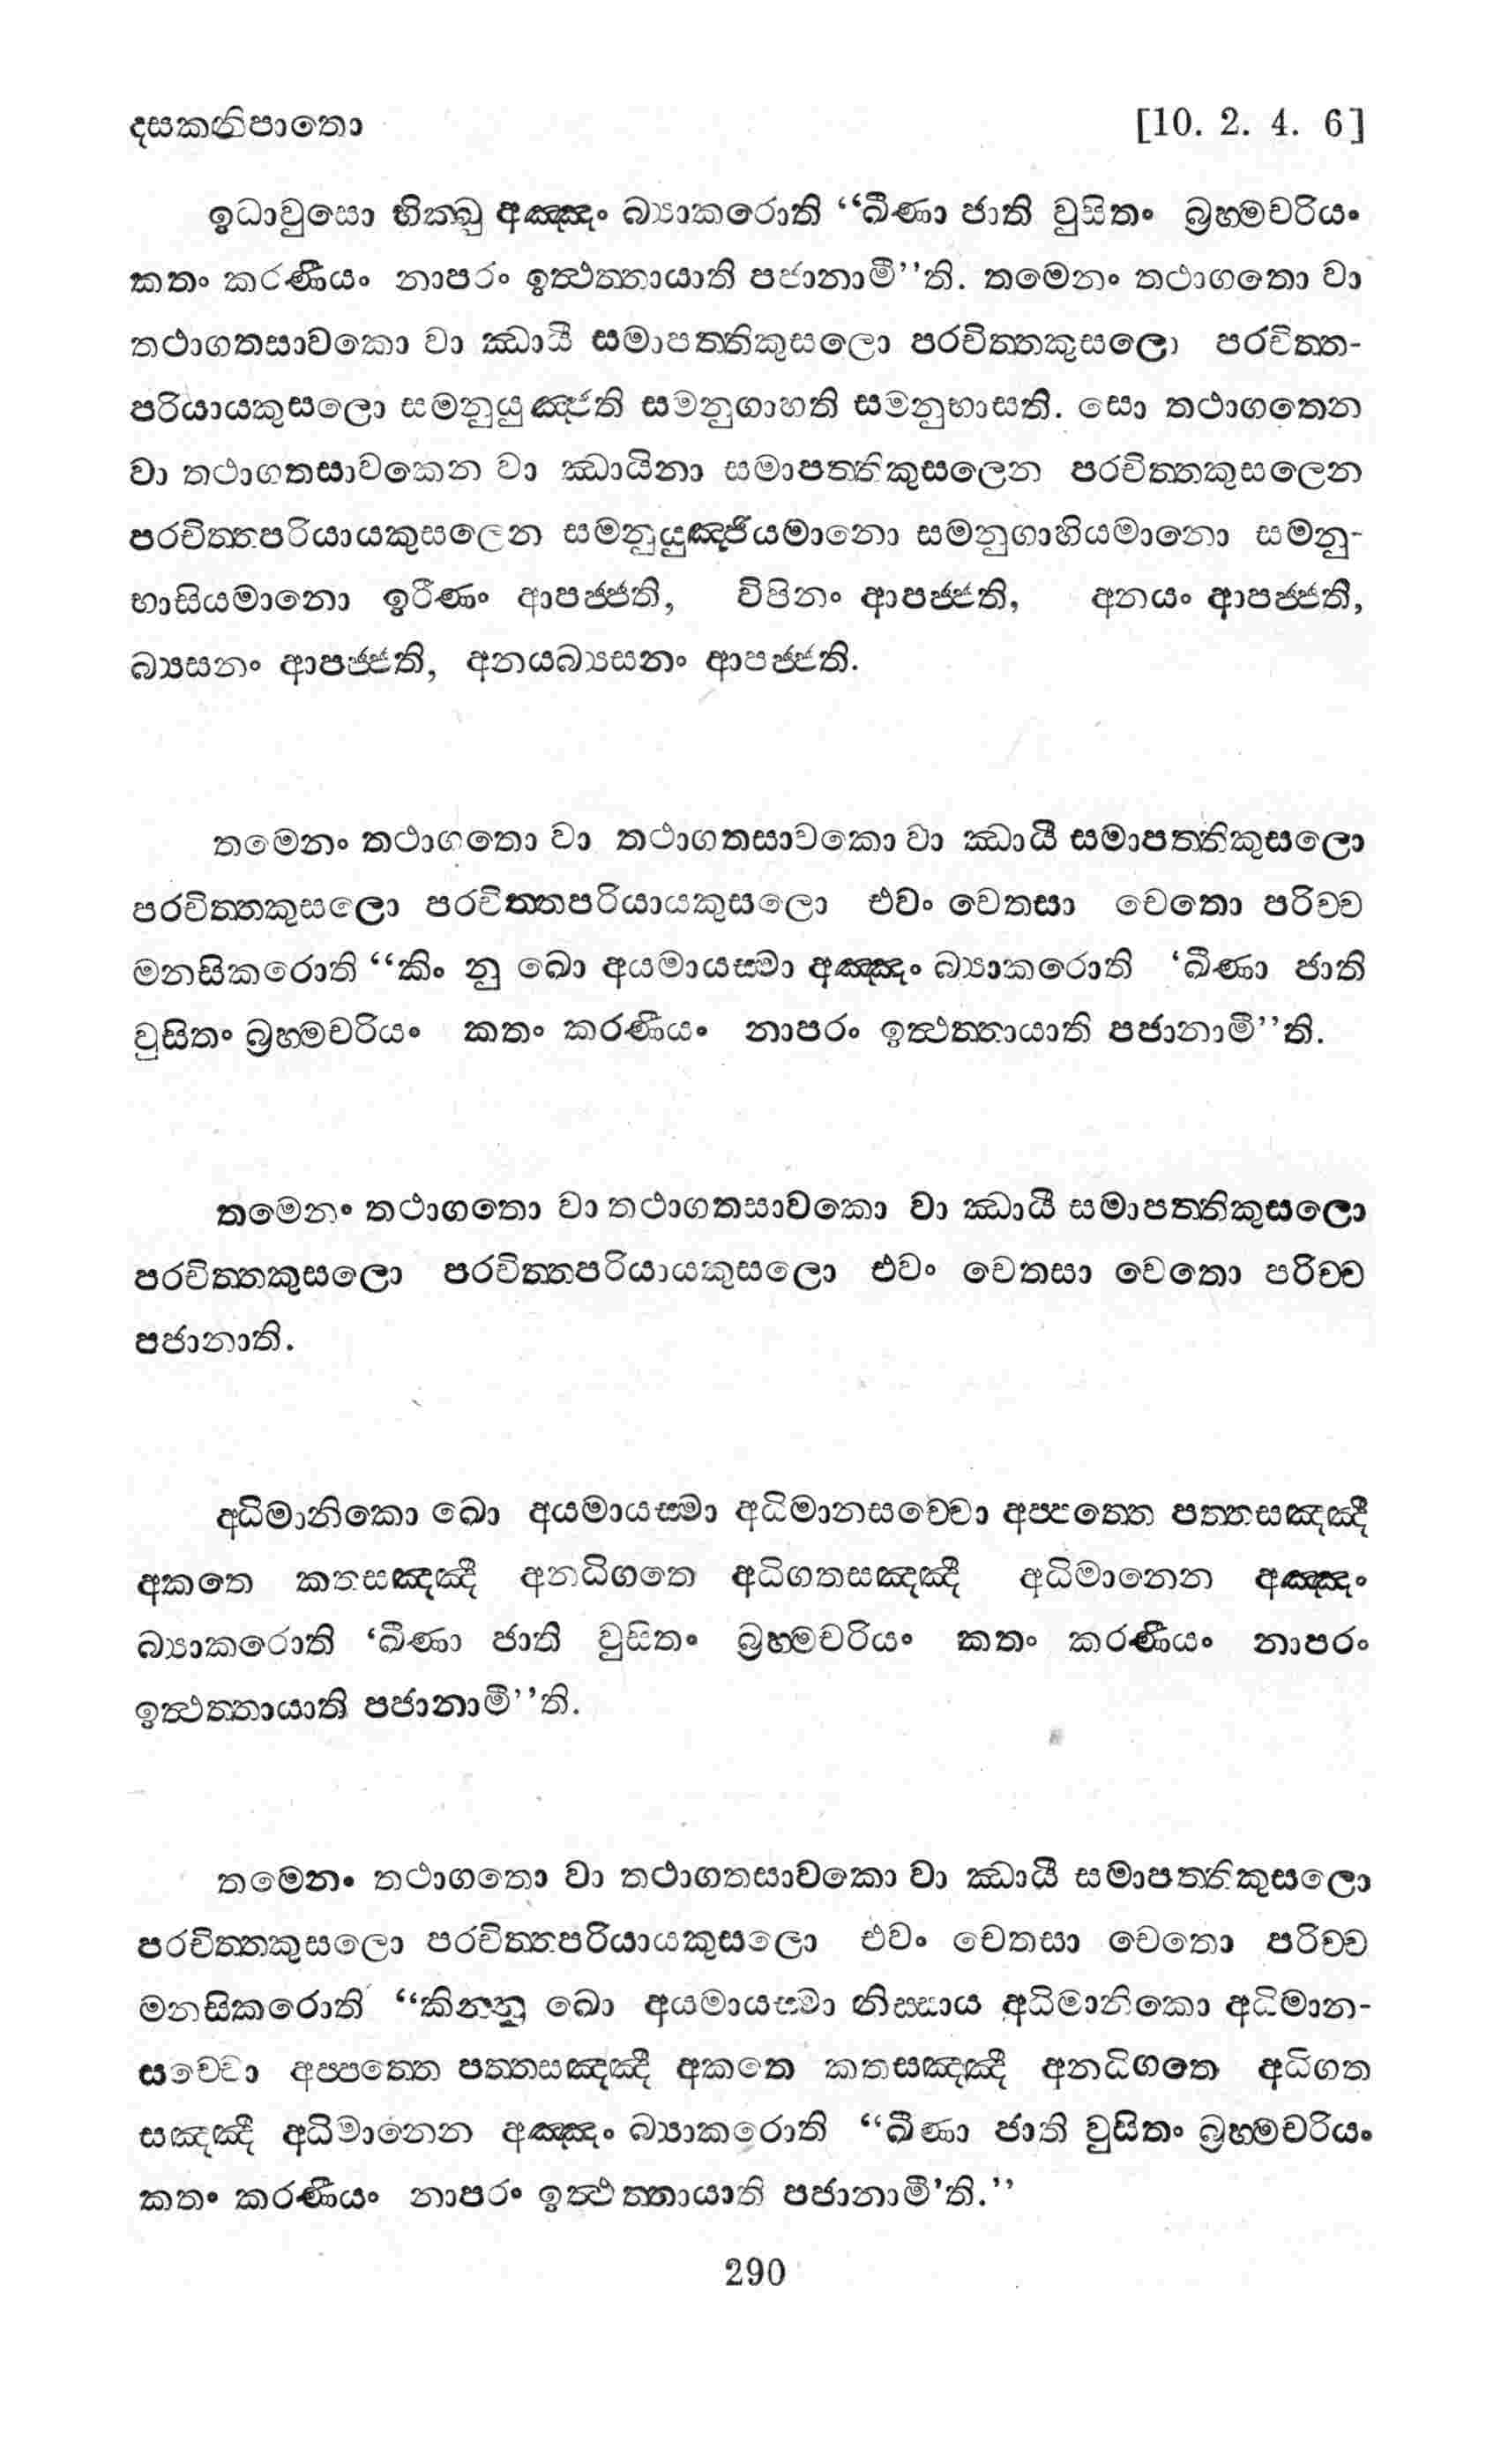 දසකනිපාතො [10. 2. 4. 6]
ඉධාවුසො භික්ඛු අඤ්ඤං බ්‍යාකරොති “ඛීණා ජාති වුසිතං බ්‍රහ්මචරියං
කතං කරණීයං නාපරං ඉත්‍ථත්තායාති පජානාමී”ති. තමෙනං තථාගතො වා
තථාගතසාවකො වා ඣායී සමාපත්තිකුසලො පරචිත්තකුසලො පරචිත්ත-
පරියායකුසලො සමනුයුඤ්ජති සමනුගාහති සමනුභාසති. සො තථාගතෙන
වා තථාගතසාවකෙන වා ඣායිනා සමාපත්තිකුසලෙන පරචිත්තකුසලෙන
පරචිත්තපරියායකුසලෙන සමනුයුඤ්ජියමානො සමනුගාහියමානො සමනු-
භාසියමානො ඉරීණං ආපජ්ජති, විපිනං ආපජ්ජති, අනයං ආපජ්ජති,
බ්‍යසනං ආපජ්ජති, අනයබ්‍යසනං ආපජ්ජති.
තමෙනං තථාගතො වා තථාගතසාවකො වා ඣායී සමාපත්තිකුසලො
පරචිත්තකුසලො පරචිත්තපරියායකුසලො එවං චෙතසා චෙතො පරිච්ච
මනසිකරොති “කිං නු ඛො අයමායස්මා අඤ්ඤං බ්‍යාකරොති ‘ඛීණා ජාති
වුසිතං බ්‍රහ්මචරියං කතං කරණීයං නාපරං ඉත්‍ථත්තායාති පජානාමී”ති.
තමෙනං තථාගතො වා තථාගතසාවකො වා ඣායී සමාපත්තිකුසලො
පරචිත්තකුසලො පරචිත්තපරියායකුසලො එවං චෙතසා චෙතො පරිච්ච
පජානාති.
අධිමානිකො ඛො අයමායස්මා අධිමානසච්චො අප්පත්තෙ පත්තසඤ්ඤී
අකතෙ කතසඤ්ඤී අනධිගතෙ අධිගතසඤ්ඤී අධිමානෙන අඤ්ඤං
බ්‍යාකරොති ‘ඛීණා ජාති වුසිතං බ්‍රහ්මචරියං කතං කරණීයං නාපරං
ඉත්‍ථත්තායාති පජානාමී”ති.
තමෙනං තථාගතො වා තථාගතසාවකො වා ඣායී සමාපත්තිකුසලො
පරචිත්තකුසලො පරචිත්තපරියායකුසලො එවං චෙතසා චෙතො පරිච්ච
මනසිකරොති “කින්නු ඛො අයමායස්මා නිස්සාය අධිමානිකො අධිමාන-
සච්චො අප්පත්තෙ පත්තසඤ්ඤී අකතෙ කතසඤ්ඤී අනධිගතෙ අධිගත
සඤ්ඤී අධිමානෙන අඤ්ඤං බ්‍යාකරොති “ඛීණා ජාති වුසිතං බ්‍රහ්මචරියං
කතං කරණීයං නාපරං ඉත්‍ථත්තායාති පජානාමී’ති.”
290